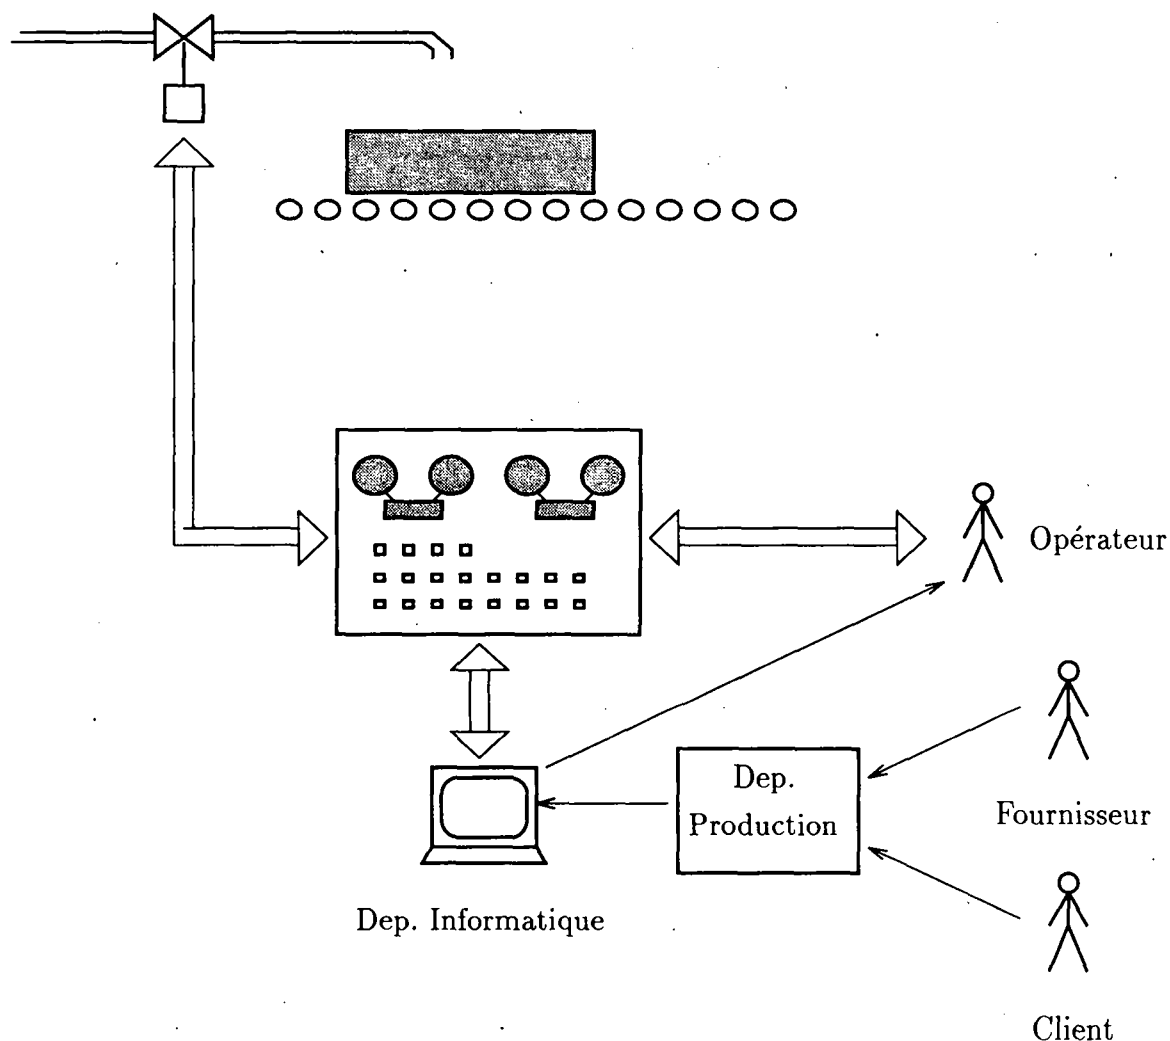 Opérateur
Dep.
Production
Fournisseur
Dep. Informatique
Client